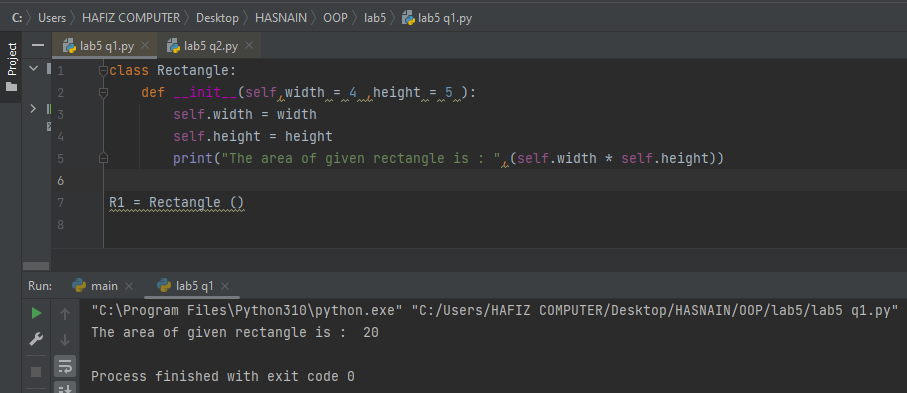 C: Users HAFIZ COMPUTER Desktop HASNAIN OOP lab5 lab5 q1.py
Project
lab5 q1.py lab5 q2.py
1 class Rectangle:
2 def __init__(self,width = 4 ,height = 5 ):
3 self.width = width
4 self.height = height
5 print("The area of given rectangle is : ",(self.width * self.height))
6
7 R1 = Rectangle ()
8
Run: main lab5 q1
"C:\Program Files\Python310\python.exe" "C:/Users/HAFIZ COMPUTER/Desktop/HASNAIN/OOP/lab5/lab5 q1.py"
The area of given rectangle is :  20
Process finished with exit code 0